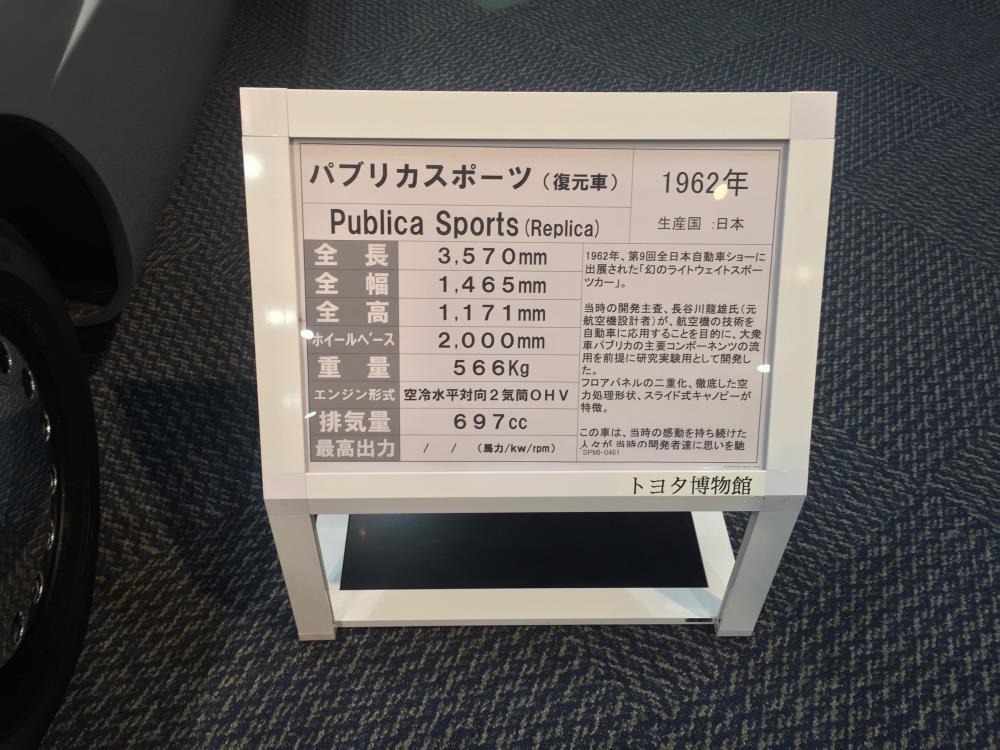 パブリカスポーツ（復元車）
Publica Sports (Replica)
1962年
生産国 :日本
全長 3,570mm
全幅 1,465mm
全高 1,171mm
ホイールベース 2,000mm
重量 566Kg
エンジン形式 空冷水平対向2気筒OHV
排気量 697cc
最高出力 / / （馬力/kw/rpm）
1962年、第9回全日本自動車ショーに
出展された「幻のライトウェイトスポー
ツカー」。
当時の開発主査、長谷川龍雄氏(元
航空機設計者)が、航空機の技術を
自動車に応用することを目的に、大衆
車パブリカの主要コンポーネンツの流
用を前提に研究実験用として開発し
た。
フロアパネルの二重化、徹底した空
力処理形状、スライド式キャノピーが
特徴。
この車は、当時の感動を持ち続けた
人々が当時の開発者達に思いを馳
SPMI-0461
トヨタ博物館